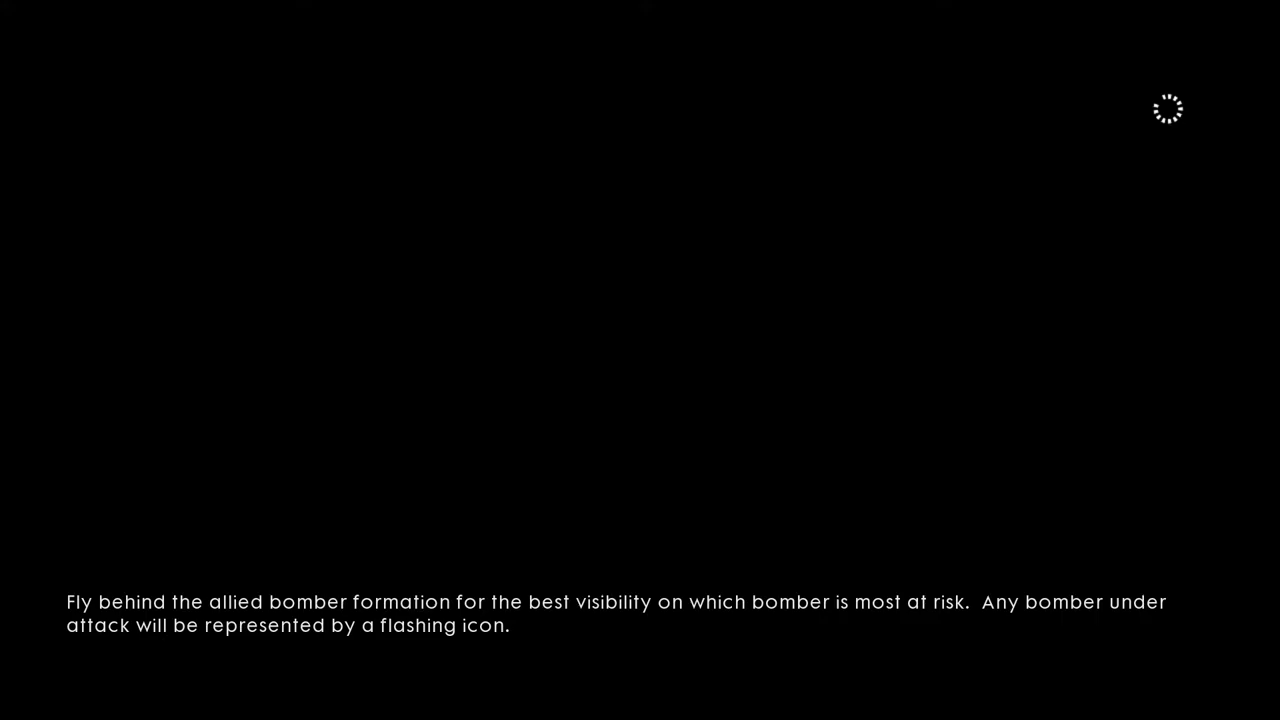 Fly behind the allied bomber formation for the best visibility on which bomber is most at risk.  Any bomber under
attack will be represented by a flashing icon.